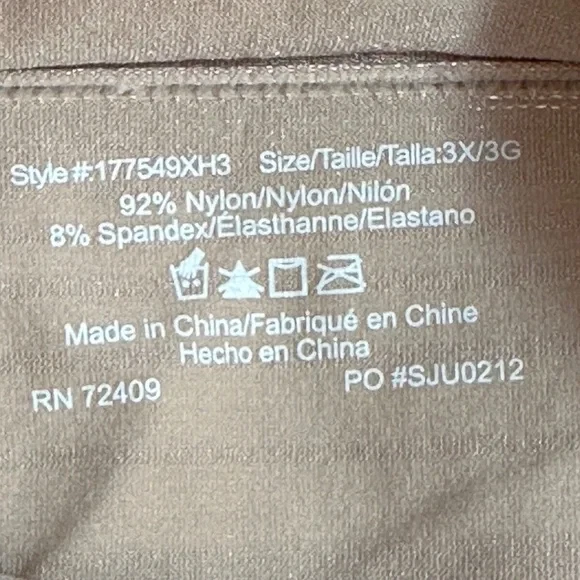 Style #:177549XH3 Size/Taille/Talla:3X/3G
92% Nylon/Nylon/Nilón
8% Spandex/Élasthanne/Elastano
Made in China/Fabriqué en Chine
Hecho en China
RN 72409 PO #SJU0212